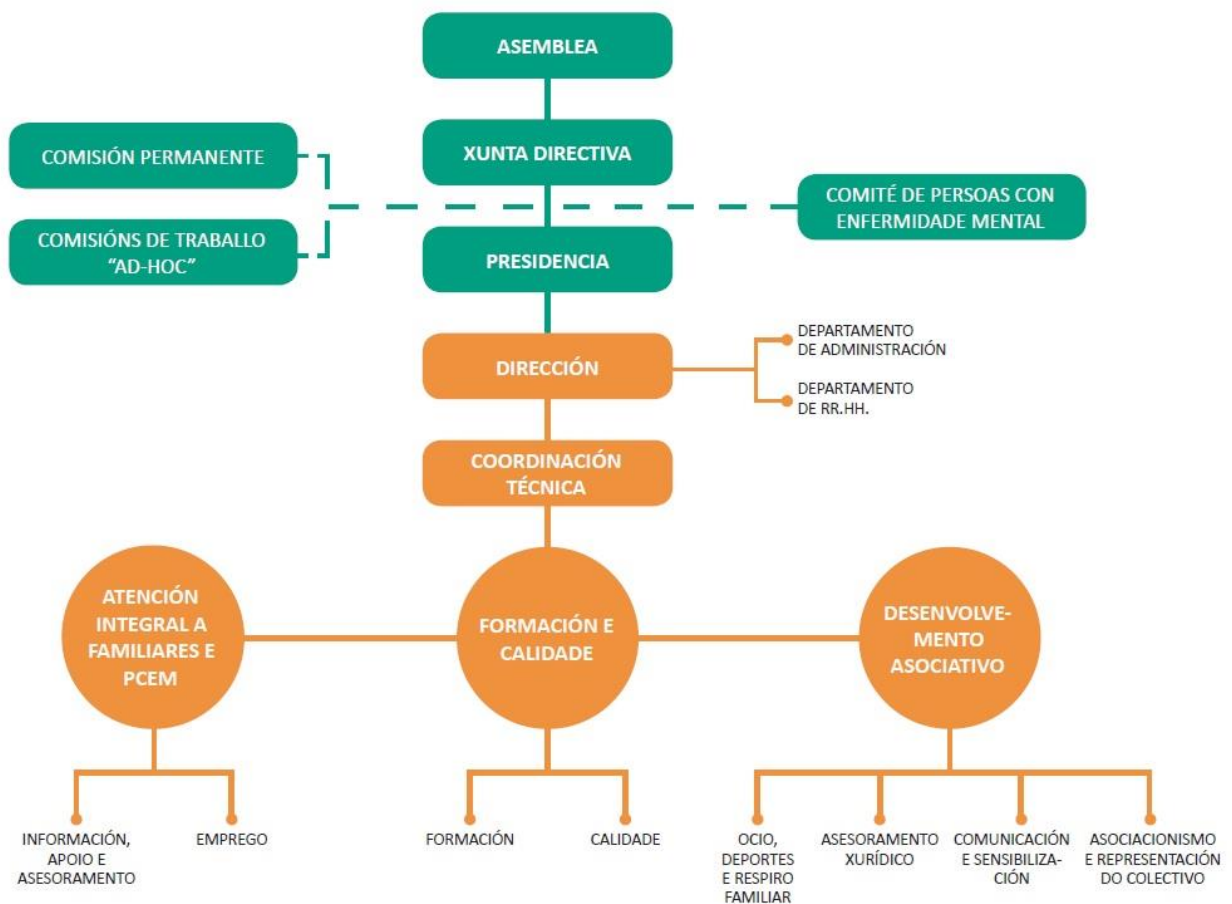 ASEMBLEA
XUNTA DIRECTIVA
COMISIÓN PERMANENTE
COMISIÓNS DE TRABALLO
“AD-HOC”
COMITÉ DE PERSOAS CON
ENFERMIDADE MENTAL
PRESIDENCIA
DIRECCIÓN
DEPARTAMENTO
DE ADMINISTRACIÓN
DEPARTAMENTO
DE RR.HH.
COORDINACIÓN
TÉCNICA
ATENCIÓN
INTEGRAL A
FAMILIARES E
PCEM
FORMACIÓN E
CALIDADE
DESENVOLVE-
MENTO
ASOCIATIVO
INFORMACIÓN,
APOIO E
ASESORAMENTO
EMPREGO
FORMACIÓN
CALIDADE
OCIO,
DEPORTES
E RESPIRO
FAMILIAR
ASESORAMENTO
XURÍDICO
COMUNICACIÓN
E SENSIBILIZA-
CIÓN
ASOCIACIONISMO
E REPRESENTACIÓN
DO COLECTIVO